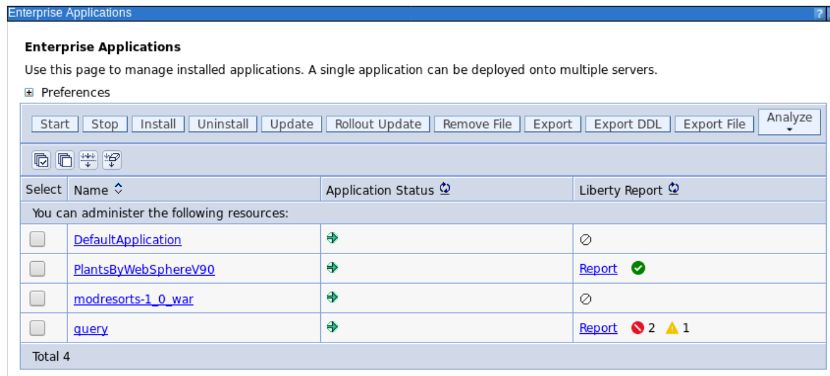 Enterprise Applications ?
Enterprise Applications
Use this page to manage installed applications. A single application can be deployed onto multiple servers.
Preferences
Start Stop Install Uninstall Update Rollout Update Remove File Export Export DDL Export File Analyze
Select Name Application Status Liberty Report
You can administer the following resources:
DefaultApplication
PlantsByWebSphereV90 Report
modresorts-1_0_war
query Report 2 1
Total 4